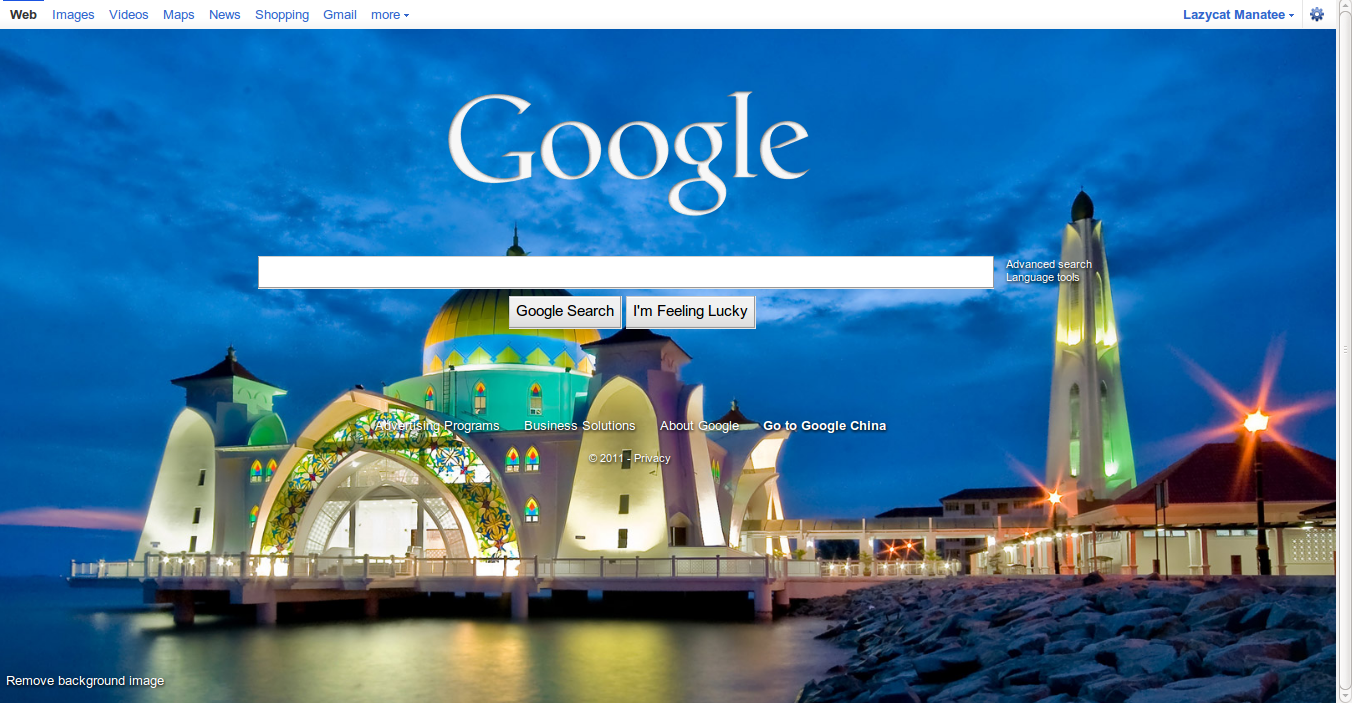 Web Images Videos Maps News Shopping Gmail more Lazycat Manatee
Google
Advanced search
Language tools
Google Search I'm Feeling Lucky
Advertising Programs Business Solutions About Google Go to Google China
© 2011 - Privacy
Remove background image